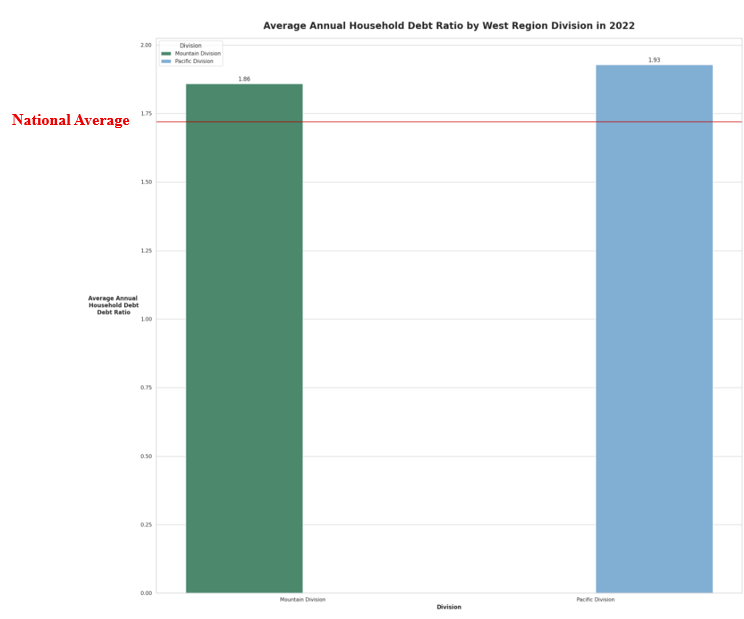 Average Annual Household Debt Ratio by West Region Division in 2022
2.00
Division
Mountain Division
Pacific Division
1.86
1.93
National Average
1.75
1.50
1.25
Average Annual
Household Debt
Debt Ratio
1.00
0.75
0.50
0.25
0.00
Mountain Division
Pacific Division
Division